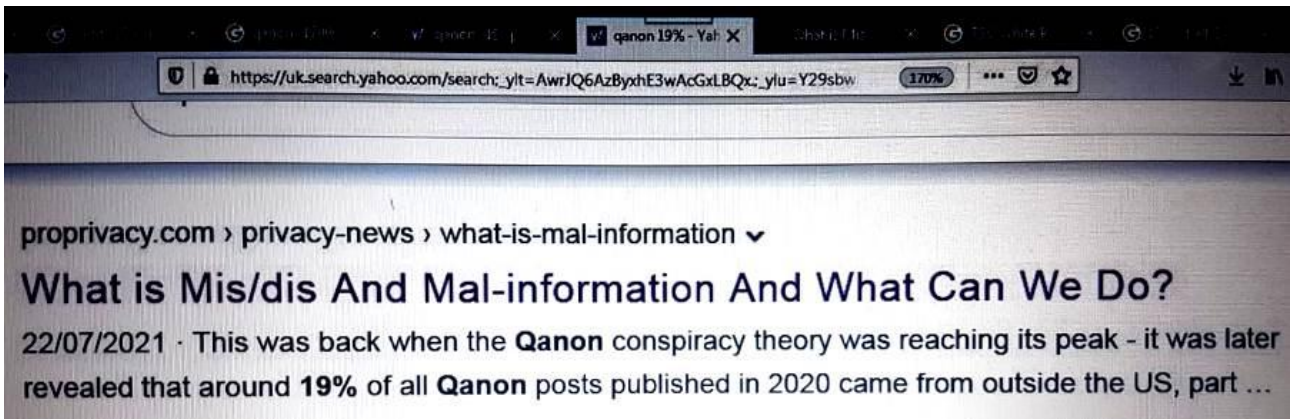 qanon 19% - Yah
https://uk.search.yahoo.com/search;_ylt=AwrJQ6AzByxhE3wAcGxLBQx.;_ylu=Y29sbw
170%
proprivacy.com › privacy-news › what-is-mal-information
What is Mis/dis And Mal-information And What Can We Do?
22/07/2021 · This was back when the Qanon conspiracy theory was reaching its peak - it was later
revealed that around 19% of all Qanon posts published in 2020 came from outside the US, part ...